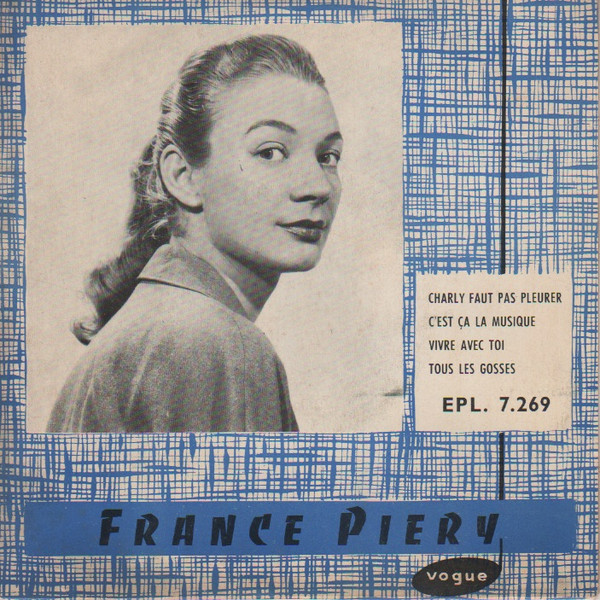 CHARLY FAUT PAS PLEURER
C'EST ÇA LA MUSIQUE
VIVRE AVEC TOI
TOUS LES GOSSES
EPL. 7.269
FRANCE PIERY
vogue